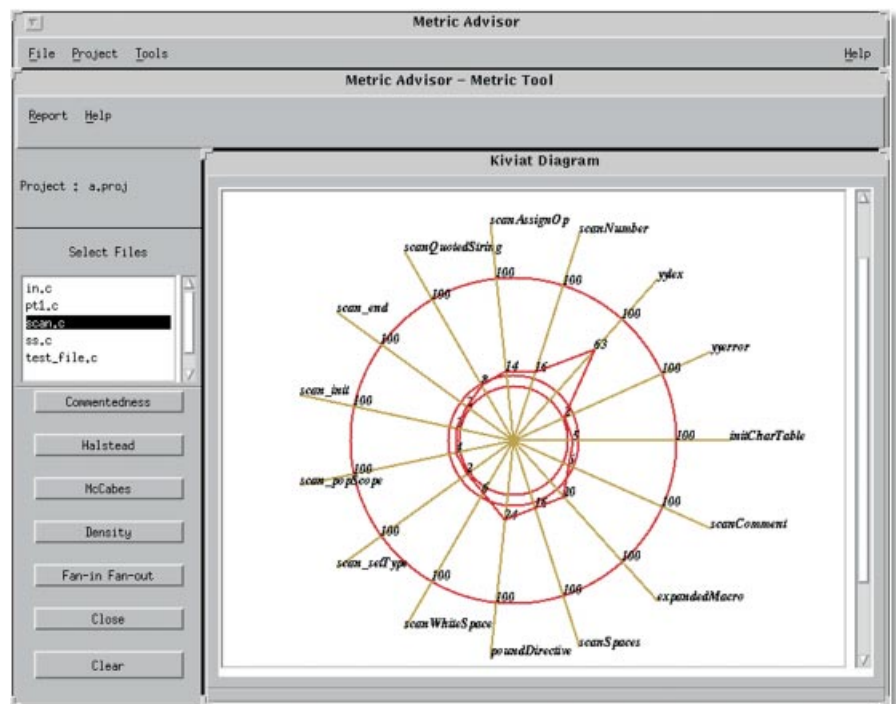 Metric Advisor
File Project Tools Help
Metric Advisor – Metric Tool
Report Help
Kiviat Diagram
Project : a.proj
Select Files
in.c
pt1.c
scan.c
ss.c
test_file.c
Commentedness
Halstead
McCabes
Density
Fan-in Fan-out
Close
Clear
scanAssignOp
scanNumber
scanQuotedString
yylex
100
100
100
100
scan_end
63
yyerror
100
100
14
16
8
scan_init
100
2
2
5
100
initCharTable
scan_popScope
100
2
6
20
100
scanComment
24
16
100
100
scan_setType
100
100
expandedMacro
100
100
scanWhiteSpace
poundDirective
scanSpaces